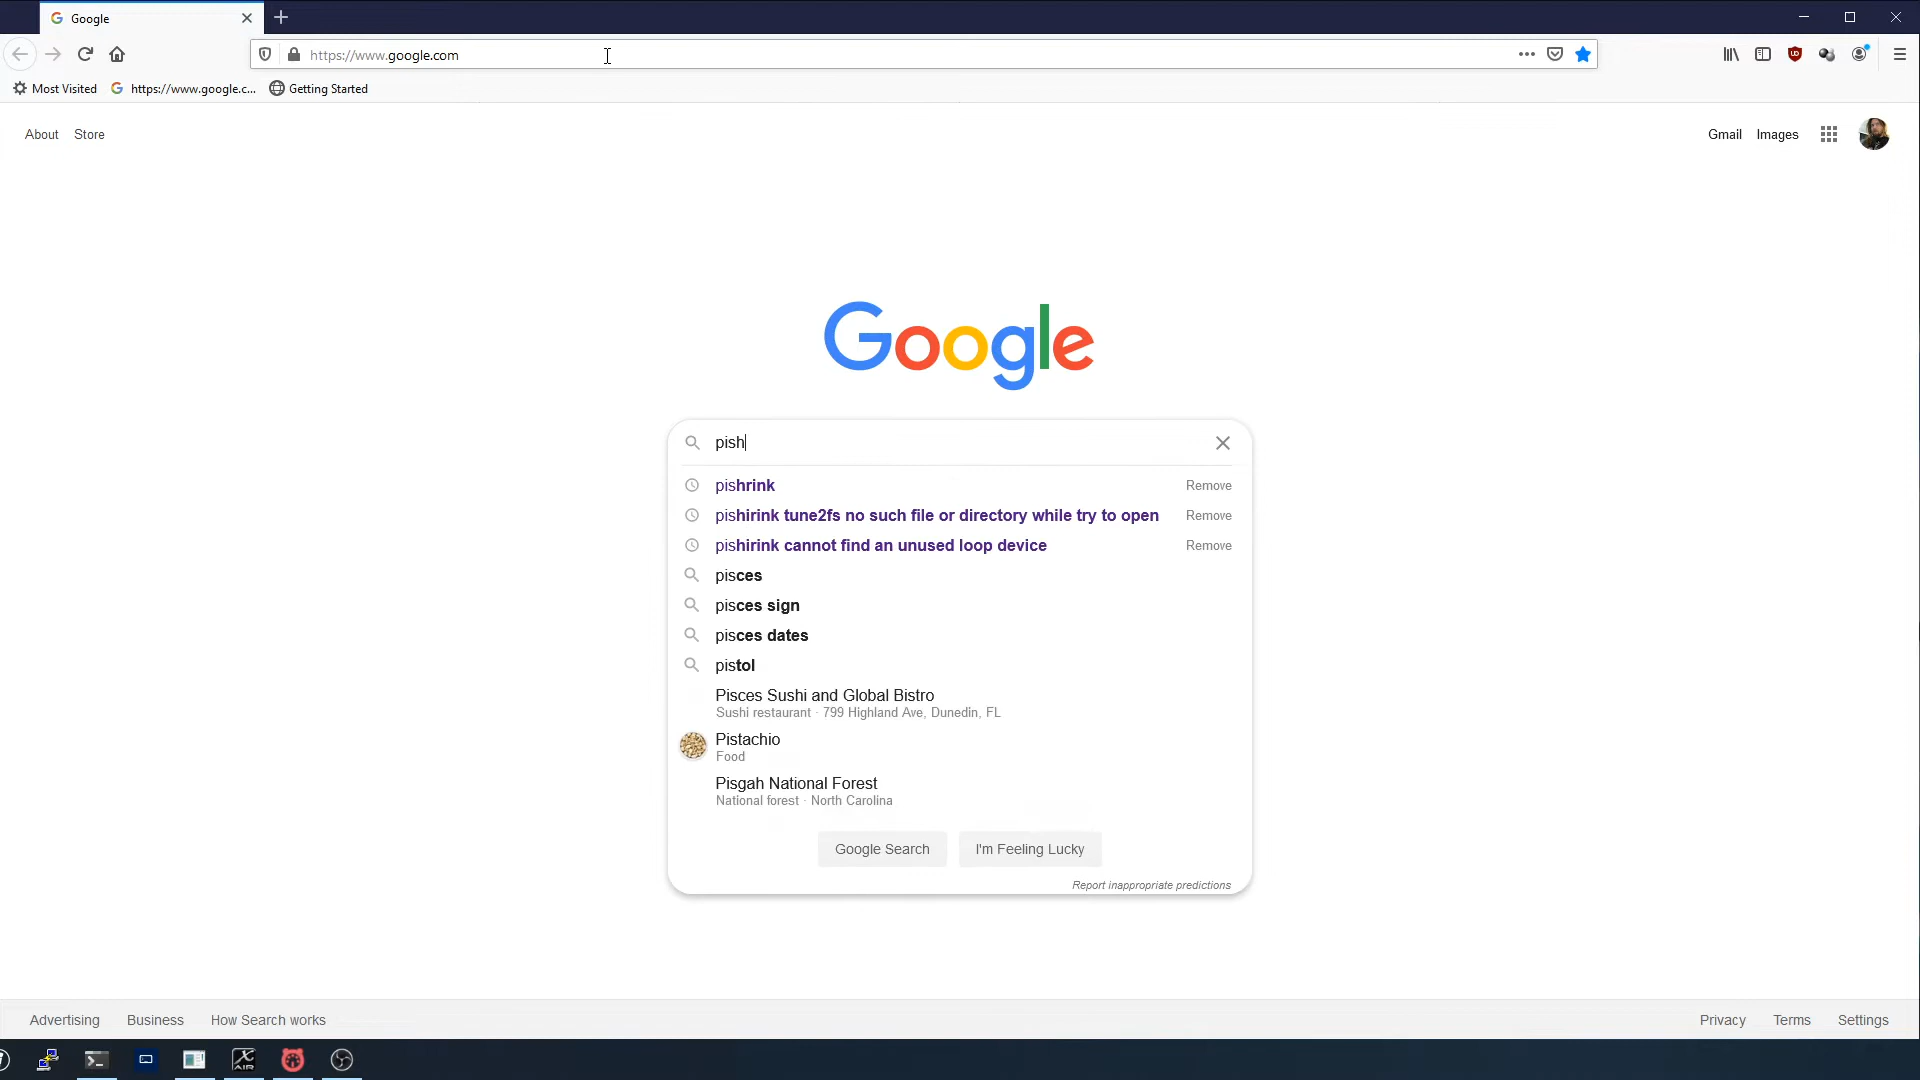 Google
https://www.google.com
Most Visited
https://www.google.c...
Getting Started
About
Store
Gmail
Images
Google
pish
pishrink
Remove
pishirink tune2fs no such file or directory while try to open
Remove
pishirink cannot find an unused loop device
Remove
pisces
pisces sign
pisces dates
pistol
Pisces Sushi and Global Bistro
Sushi restaurant · 799 Highland Ave, Dunedin, FL
Pistachio
Food
Pisgah National Forest
National forest · North Carolina
Google Search
I'm Feeling Lucky
Report inappropriate predictions
Advertising
Business
How Search works
Privacy
Terms
Settings
X
AIR